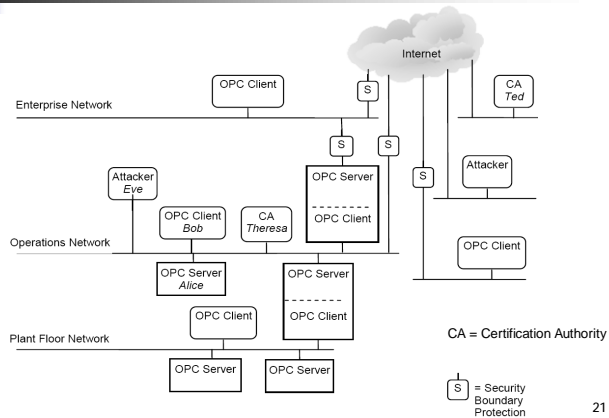 Internet
OPC Client
S
CA
Ted
Enterprise Network
S
S
S
Attacker
Eve
OPC Server
OPC Client
Attacker
OPC Client
Bob
CA
Theresa
Operations Network
OPC Client
OPC Server
Alice
OPC Server
OPC Client
OPC Client
CA = Certification Authority
Plant Floor Network
OPC Server
OPC Server
S
= Security
Boundary
Protection
21